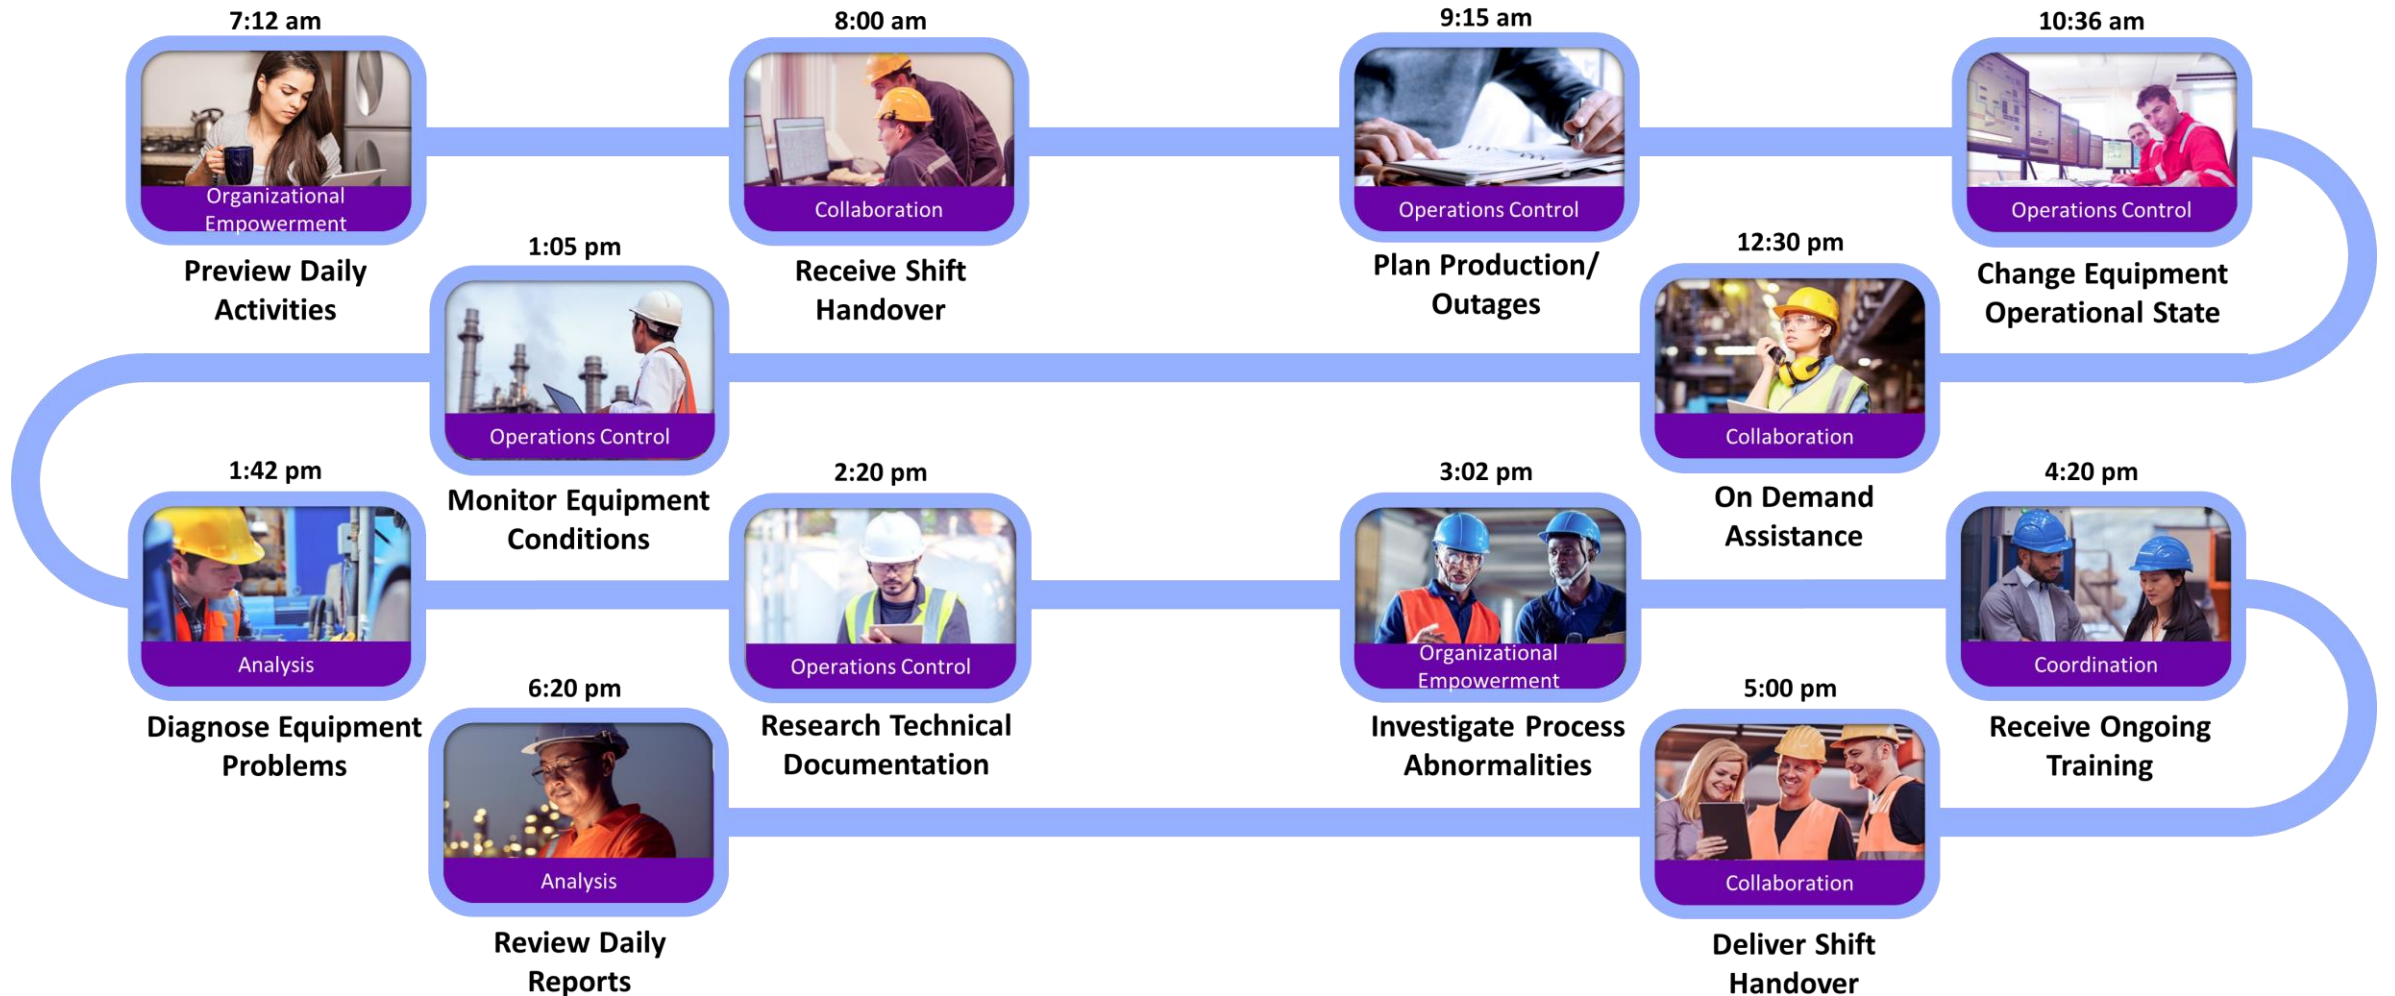 7:12 am
Organizational
Empowerment
Preview Daily
Activities
8:00 am
Collaboration
Receive Shift
Handover
9:15 am
Operations Control
Plan Production/
Outages
10:36 am
Operations Control
Change Equipment
Operational State
12:30 pm
Collaboration
On Demand
Assistance
1:05 pm
Operations Control
Monitor Equipment
Conditions
1:42 pm
Analysis
Diagnose Equipment
Problems
2:20 pm
Operations Control
Research Technical
Documentation
3:02 pm
Organizational
Empowerment
Investigate Process
Abnormalities
4:20 pm
Coordination
Receive Ongoing
Training
5:00 pm
Collaboration
Deliver Shift
Handover
6:20 pm
Analysis
Review Daily
Reports